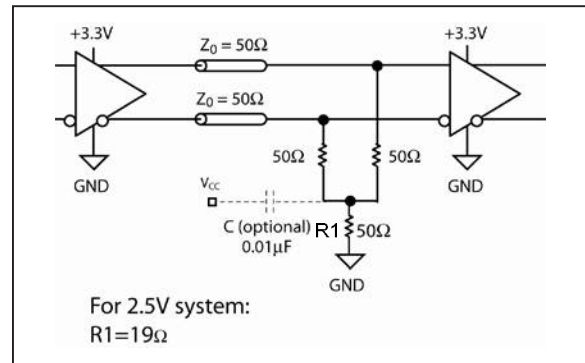 +3.3V
Z0 = 50Ω
+3.3V
Z0 = 50Ω
50Ω
50Ω
GND
GND
VCC
C (optional)
0.01μF
R1
50Ω
GND
For 2.5V system:
R1=19Ω